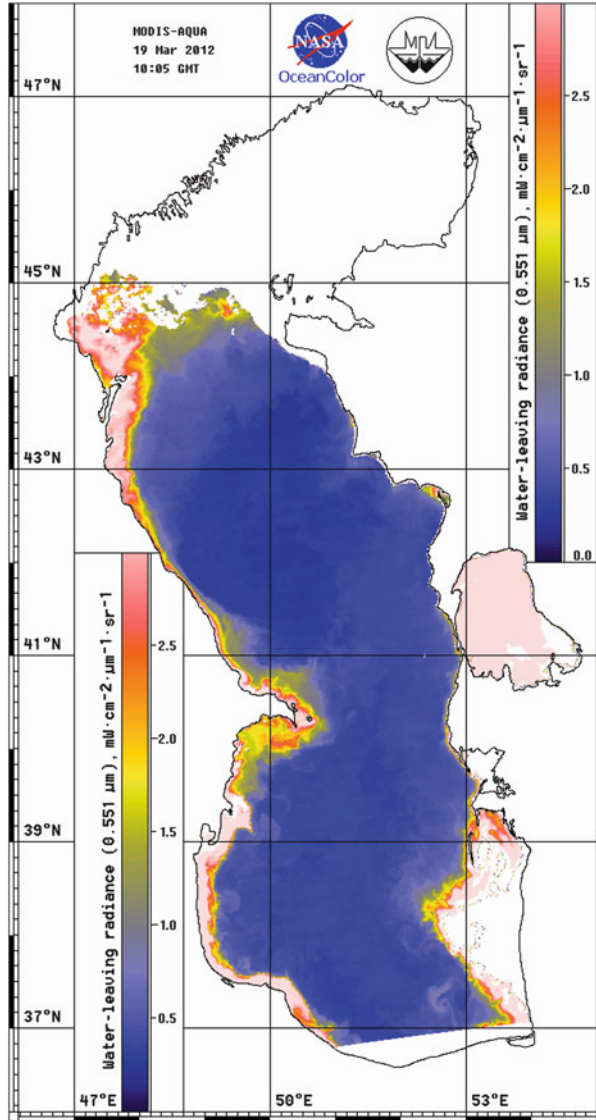 MODIS-AQUA
19 Mar 2012
10:05 GMT
NASA
OceanColor
МГИ
47°N
45°N
43°N
41°N
39°N
37°N
47°E
50°E
53°E
Water-leaving radiance (0.551 µm), mW·cm⁻²·µm⁻¹·sr⁻¹
2.5
2.0
1.5
1.0
0.5
0.0
Water-leaving radiance (0.551 µm), mW·cm⁻²·µm⁻¹·sr⁻¹
2.5
2.0
1.5
1.0
0.5